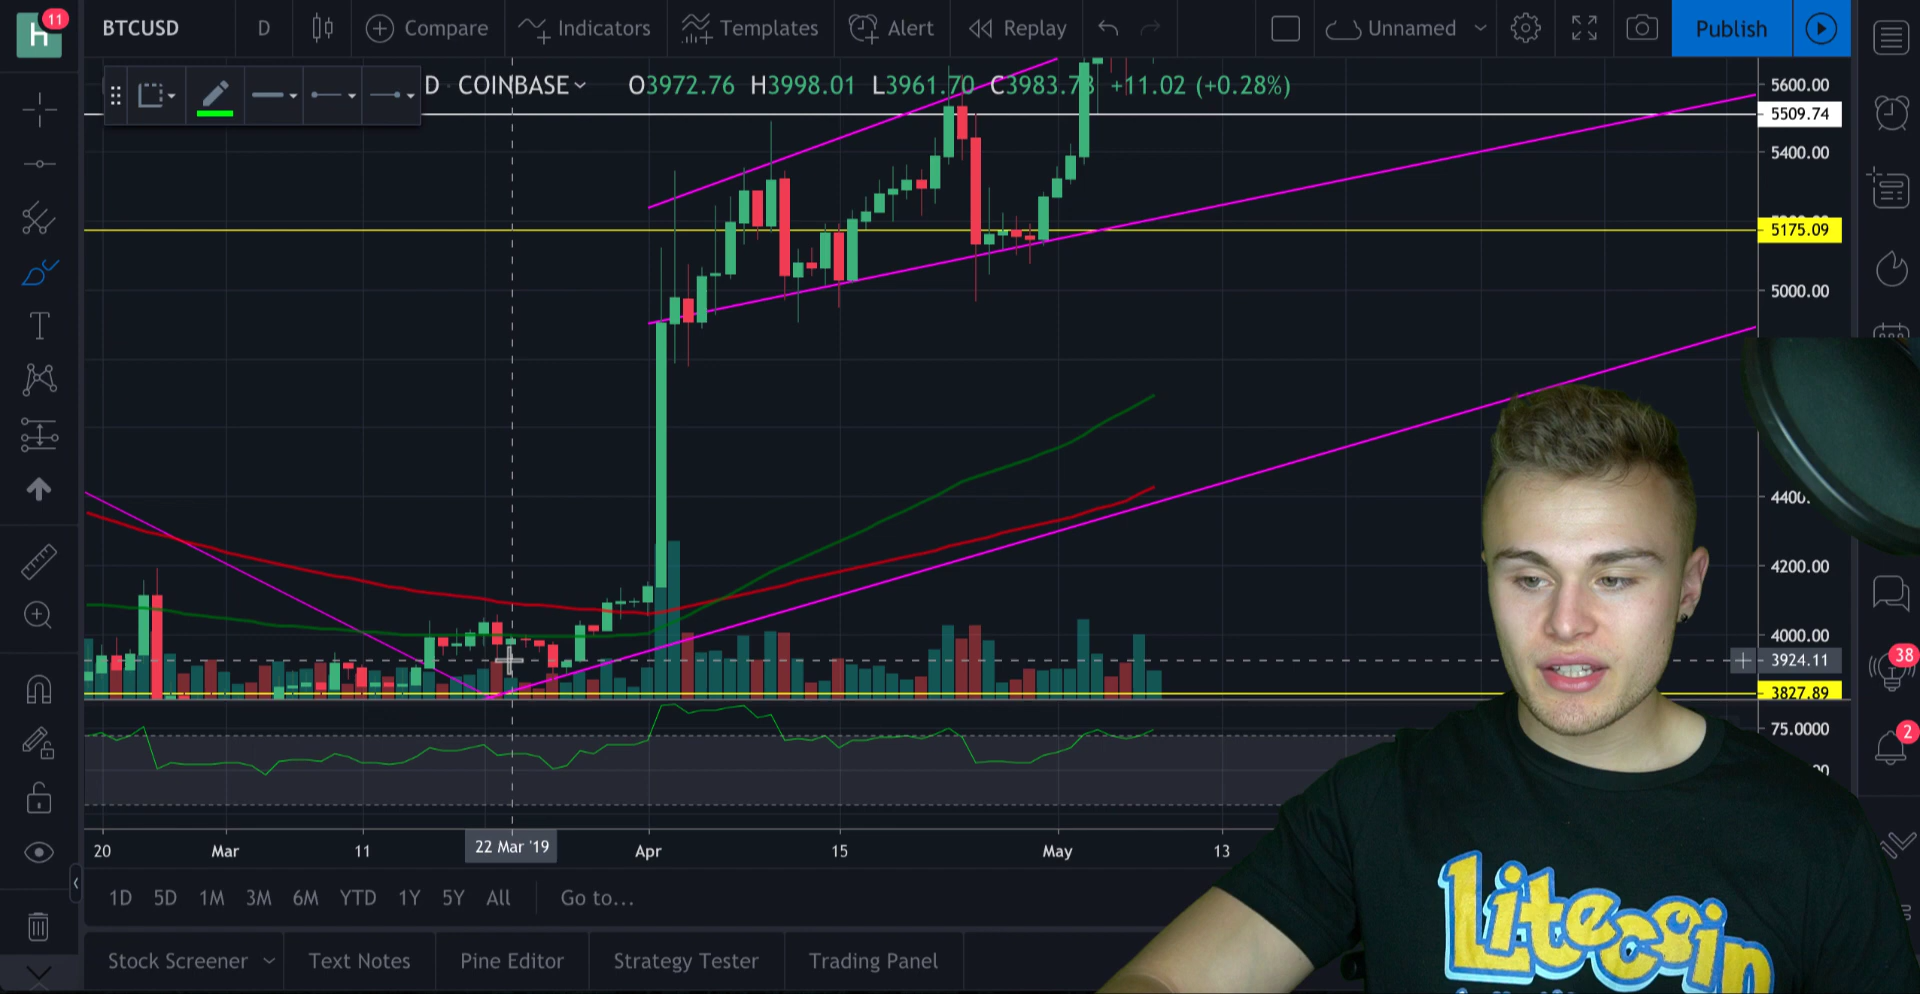 11
h
BTCUSD D Compare Indicators Templates Alert Replay Unnamed Publish
D · COINBASE O3972.76 H3998.01 L3961.70 C3983.78 +11.02 (+0.28%)
5600.00
5509.74
5400.00
5175.09
5000.00
4400.
4200.00
4000.00
3924.11
3827.89
75.0000
38
2
20 Mar 11 22 Mar '19 Apr 15 May 13
1D 5D 1M 3M 6M YTD 1Y 5Y All Go to...
Stock Screener Text Notes Pine Editor Strategy Tester Trading Panel
Litecoin